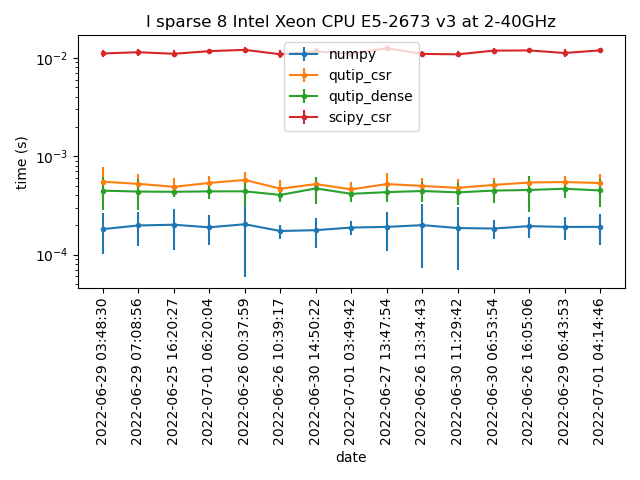 I sparse 8 Intel Xeon CPU E5-2673 v3 at 2-40GHz
numpy
qutip_csr
qutip_dense
scipy_csr
time (s)
10⁻²
10⁻³
10⁻⁴
2022-06-29 03:48:30
2022-06-29 07:08:56
2022-06-25 16:20:27
2022-07-01 06:20:04
2022-06-26 00:37:59
2022-06-26 10:39:17
2022-06-30 14:50:22
2022-07-01 03:49:42
2022-06-27 13:47:54
2022-06-26 13:34:43
2022-06-30 11:29:42
2022-06-30 06:53:54
2022-06-26 16:05:06
2022-06-29 06:43:53
2022-07-01 04:14:46
date